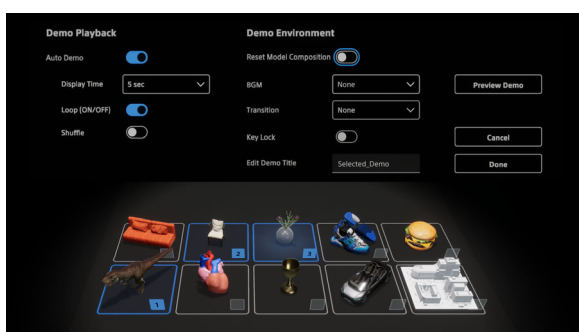 Demo Playback
Demo Environment
Auto Demo
Reset Model Composition
Display Time
5 sec
BGM
None
Preview Demo
Loop (ON/OFF)
Transition
None
Shuffle
Key Lock
Cancel
Edit Demo Title
Selected_Demo
Done
2
3
1